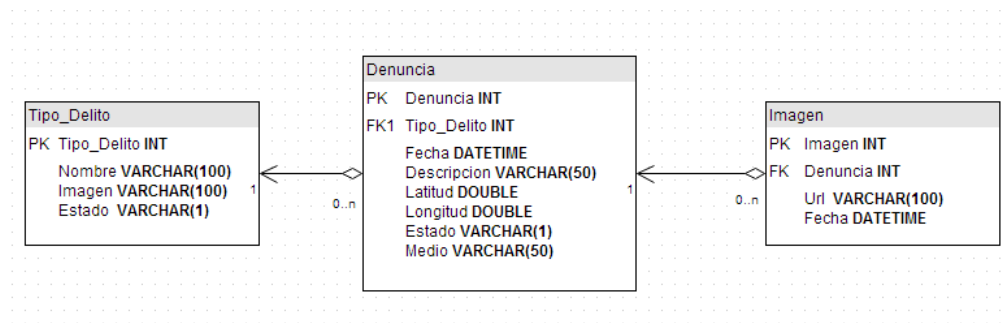 Tipo_Delito
PK Tipo_Delito INT
Nombre VARCHAR(100)
Imagen VARCHAR(100)
Estado VARCHAR(1)
1
0..n
Denuncia
PK Denuncia INT
FK1 Tipo_Delito INT
Fecha DATETIME
Descripcion VARCHAR(50)
Latitud DOUBLE
Longitud DOUBLE
Estado VARCHAR(1)
Medio VARCHAR(50)
1
0..n
Imagen
PK Imagen INT
FK Denuncia INT
Url VARCHAR(100)
Fecha DATETIME